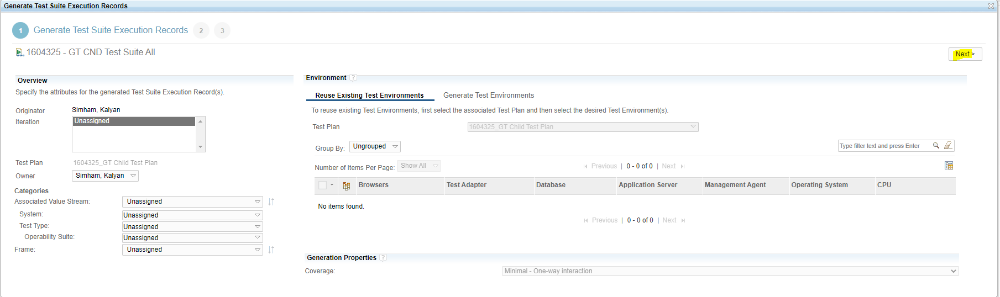 Generate Test Suite Execution Records
1 Generate Test Suite Execution Records 2 3
1604325 - GT CND Test Suite All
Next >
Overview
Specify the attributes for the generated Test Suite Execution Record(s).
Originator Simham, Kalyan
Iteration Unassigned
Test Plan 1604325_GT Child Test Plan
Owner Simham, Kalyan
Categories
Associated Value Stream: Unassigned
System: Unassigned
Test Type: Unassigned
Operability Suite: Unassigned
Frame: Unassigned
Environment ?
Reuse Existing Test Environments Generate Test Environments
To reuse existing Test Environments, first select the associated Test Plan and then select the desired Test Environment(s).
Test Plan 1604325_GT Child Test Plan
Group By: Ungrouped Type filter text and press Enter
Number of Items Per Page: Show All Previous | 0 - 0 of 0 | Next
Browsers Test Adapter Database Application Server Management Agent Operating System CPU
No items found.
Previous | 0 - 0 of 0 | Next
Generation Properties ?
Coverage: Minimal - One-way interaction